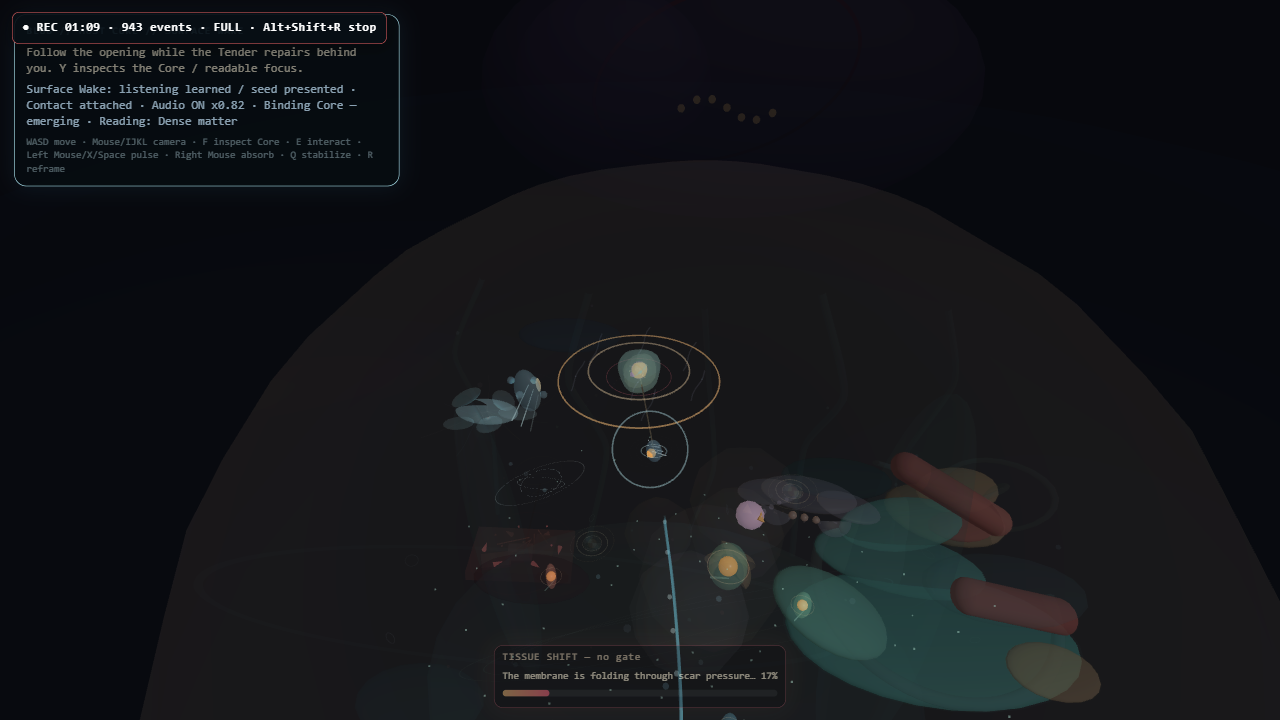 ● REC 01:09 · 943 events · FULL · Alt+Shift+R stop
Follow the opening while the Tender repairs behind
you. Y inspects the Core / readable focus.
Surface Wake: listening learned / seed presented ·
Contact attached · Audio ON x0.82 · Binding Core —
emerging · Reading: Dense matter
WASD move · Mouse/IJKL camera · F inspect Core · E interact ·
Left Mouse/X/Space pulse · Right Mouse absorb · Q stabilize · R
reframe
TISSUE SHIFT — no gate
The membrane is folding through scar pressure… 17%